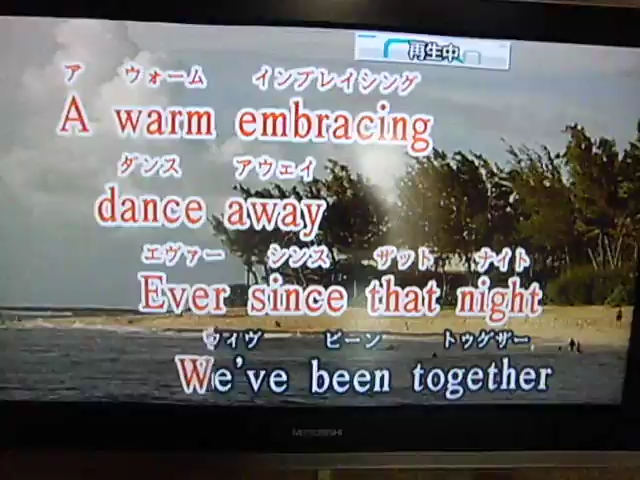 再生中
ア ウォーム インブレイシング
A warm embracing
ダンス アウェイ
dance away
エヴァー シンス ザット ナイト
Ever since that night
ウイヴ ビーン トゥゲザー
We've been together
MITSUBISHI